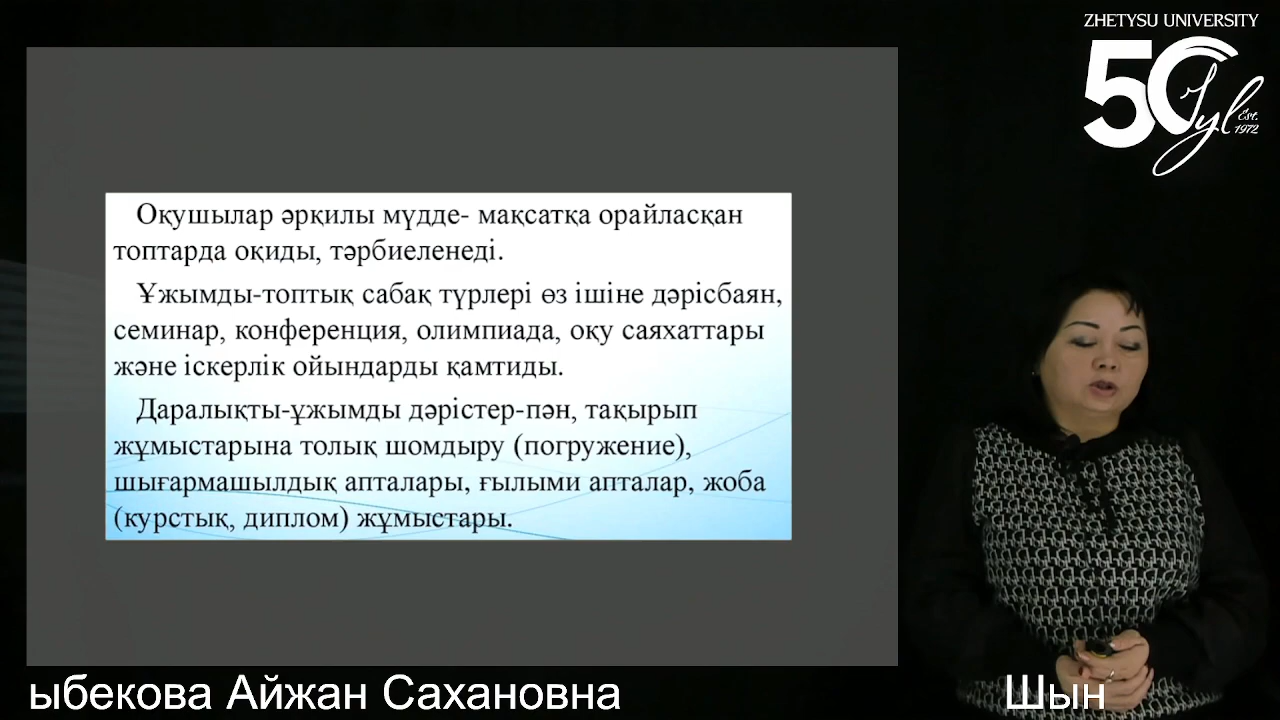 ZHETYSU UNIVERSITY
50 Jyl
Est.
1972
Оқушылар әрқилы мүдде- мақсатқа орайласқан
топтарда оқиды, тәрбиеленеді.
Ұжымды-топтық сабақ түрлері өз ішіне дәрісбаян,
семинар, конференция, олимпиада, оқу саяхаттары
және іскерлік ойындарды қамтиды.
Даралықты-ұжымды дәрістер-пән, тақырып
жұмыстарына толық шомдыру (погружение),
шығармашылдық апталары, ғылыми апталар, жоба
(курстық, диплом) жұмыстары.
ыбекова Айжан Сахановна
Шын